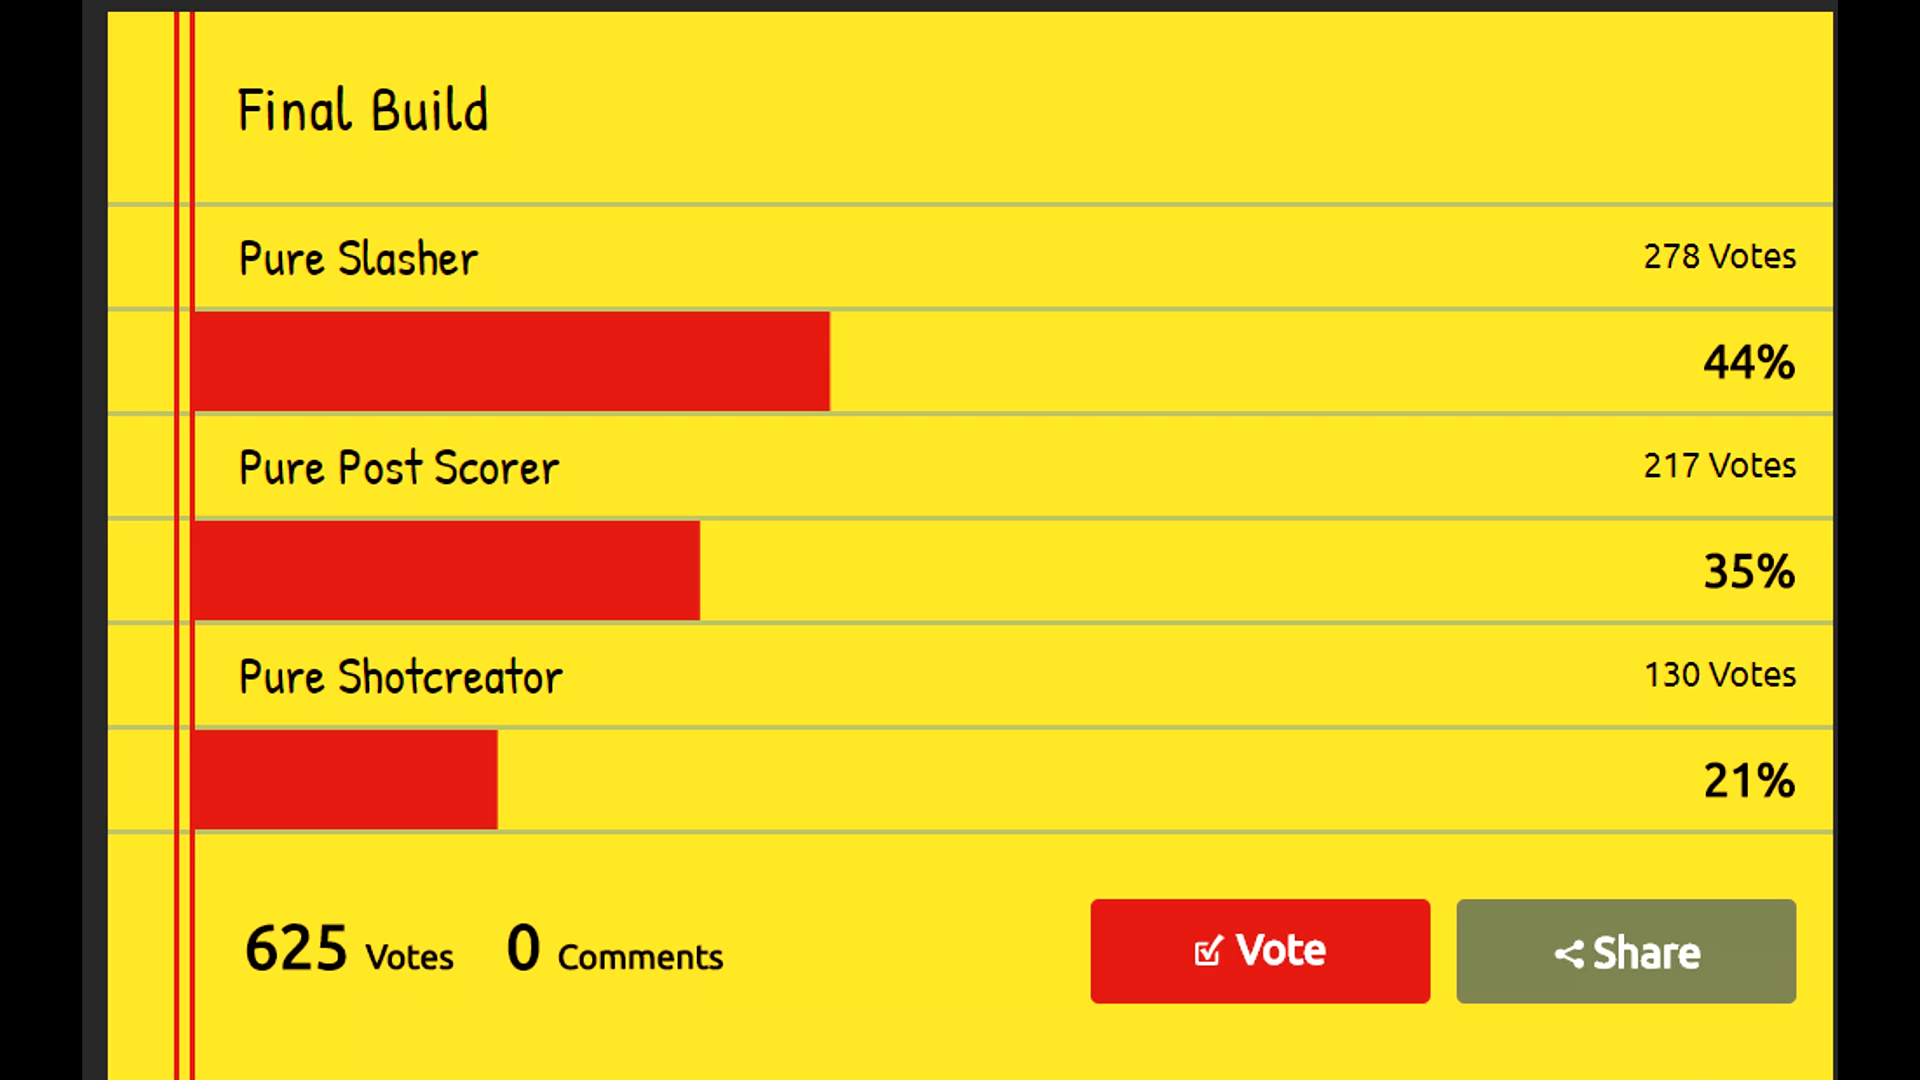 Final Build
Pure Slasher 278 Votes
44%
Pure Post Scorer 217 Votes
35%
Pure Shotcreator 130 Votes
21%
625 Votes 0 Comments Vote Share